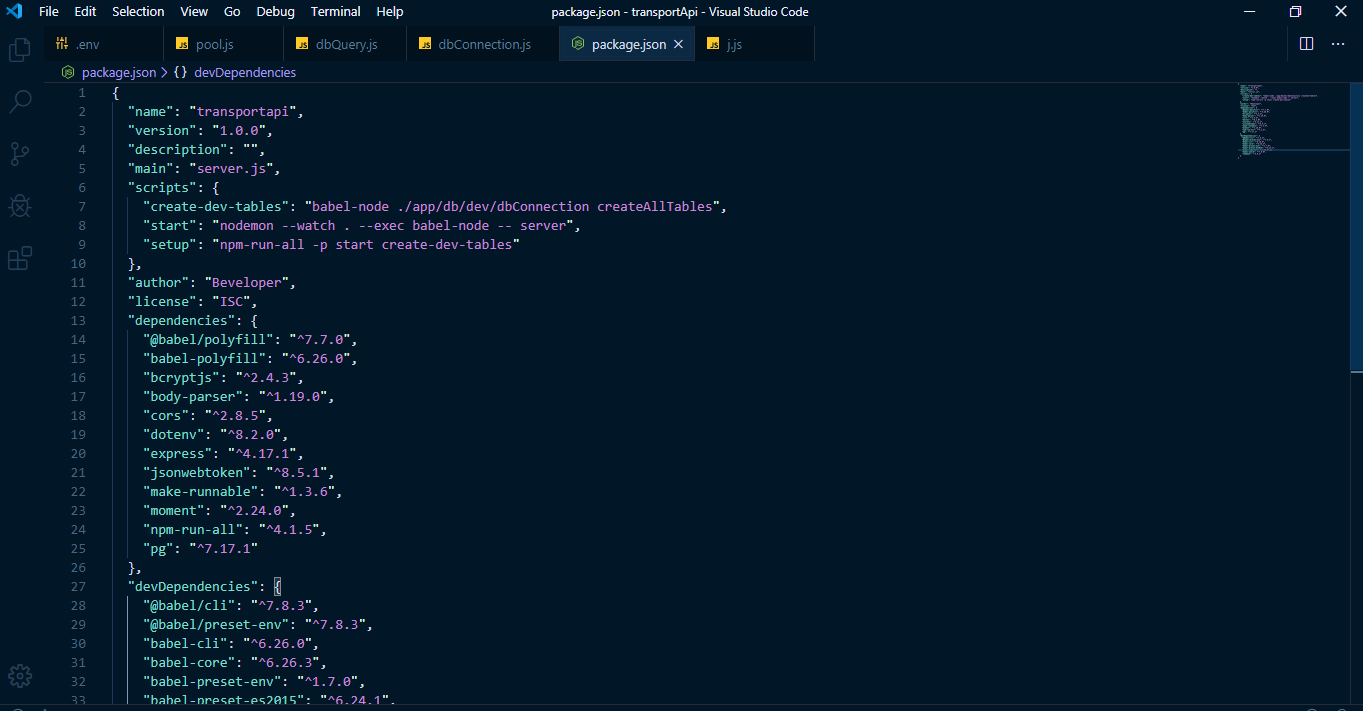 File Edit Selection View Go Debug Terminal Help package.json - transportApi - Visual Studio Code
.env pool.js dbQuery.js dbConnection.js package.json j.js
package.json > {} devDependencies
1 {
2 "name": "transportapi",
3 "version": "1.0.0",
4 "description": "",
5 "main": "server.js",
6 "scripts": {
7 "create-dev-tables": "babel-node ./app/db/dev/dbConnection createAllTables",
8 "start": "nodemon --watch . --exec babel-node -- server",
9 "setup": "npm-run-all -p start create-dev-tables"
10 },
11 "author": "Beveloper",
12 "license": "ISC",
13 "dependencies": {
14 "@babel/polyfill": "^7.7.0",
15 "babel-polyfill": "^6.26.0",
16 "bcryptjs": "^2.4.3",
17 "body-parser": "^1.19.0",
18 "cors": "^2.8.5",
19 "dotenv": "^8.2.0",
20 "express": "^4.17.1",
21 "jsonwebtoken": "^8.5.1",
22 "make-runnable": "^1.3.6",
23 "moment": "^2.24.0",
24 "npm-run-all": "^4.1.5",
25 "pg": "^7.17.1"
26 },
27 "devDependencies": {
28 "@babel/cli": "^7.8.3",
29 "@babel/preset-env": "^7.8.3",
30 "babel-cli": "^6.26.0",
31 "babel-core": "^6.26.3",
32 "babel-preset-env": "^1.7.0",
33 "babel-preset-es2015": "^6.24.1",